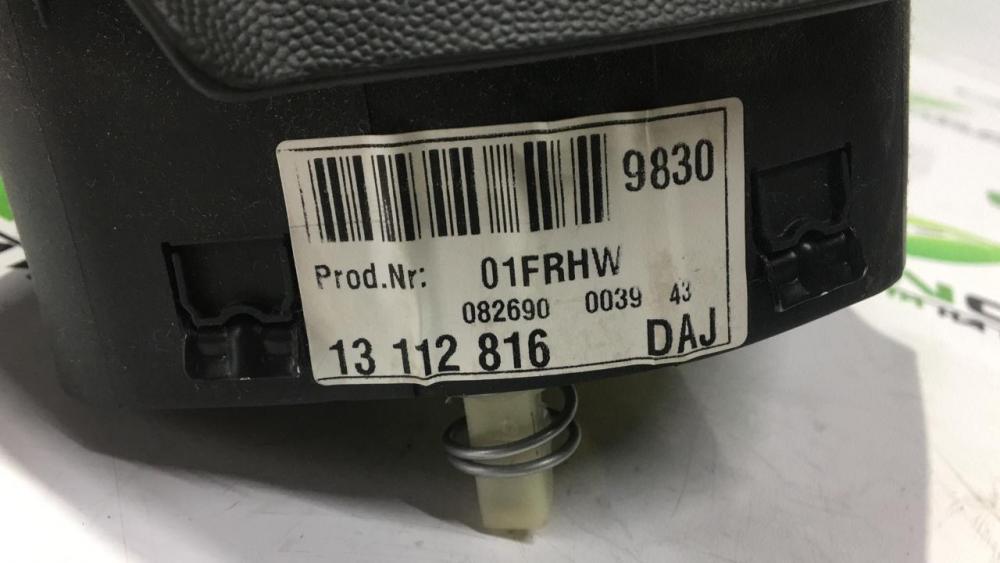 9830
Prod.Nr: 01FRHW
082690 0039 43
13 112 816 DAJ